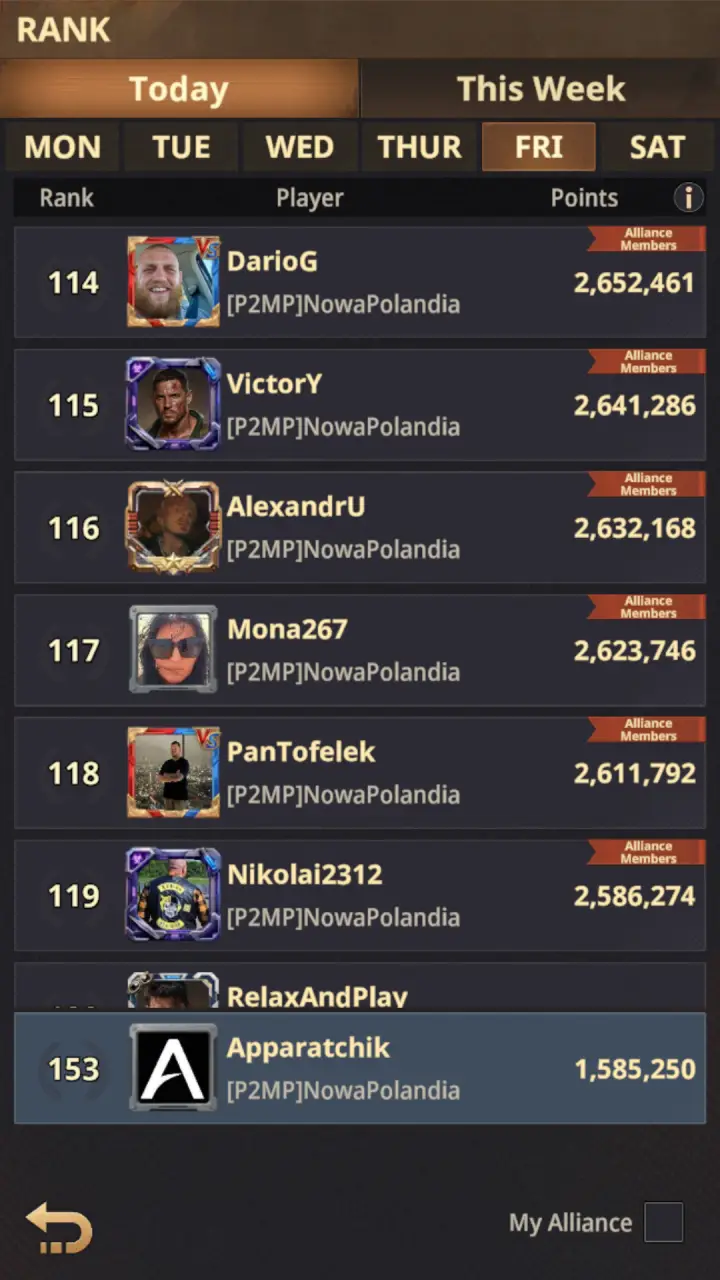 RANK
Today
This Week
MON TUE WED THUR FRI SAT
Rank Player Points
Alliance
Members
114 DarioG 2,652,461
[P2MP]NowaPolandia
Alliance
Members
115 VictorY 2,641,286
[P2MP]NowaPolandia
Alliance
Members
116 AlexandrU 2,632,168
[P2MP]NowaPolandia
Alliance
Members
117 Mona267 2,623,746
[P2MP]NowaPolandia
Alliance
Members
118 PanTofelek 2,611,792
[P2MP]NowaPolandia
Alliance
Members
119 Nikolai2312 2,586,274
[P2MP]NowaPolandia
RelaxAndPlay
153 Apparatchik 1,585,250
[P2MP]NowaPolandia
My Alliance